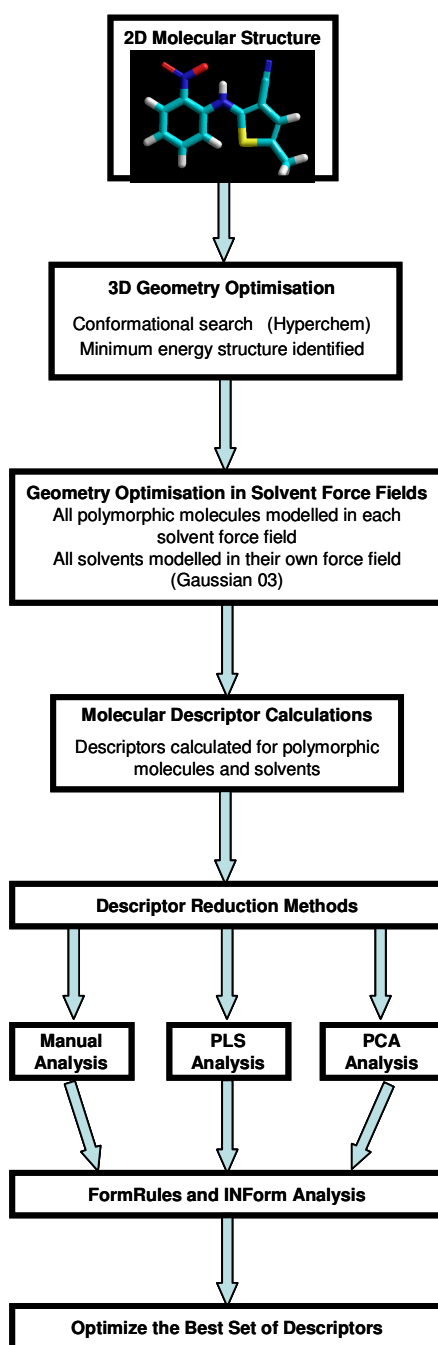 2D Molecular Structure
3D Geometry Optimisation
Conformational search (Hyperchem)
Minimum energy structure identified
Geometry Optimisation in Solvent Force Fields
All polymorphic molecules modelled in each
solvent force field
All solvents modelled in their own force field
(Gaussian 03)
Molecular Descriptor Calculations
Descriptors calculated for polymorphic
molecules and solvents
Descriptor Reduction Methods
Manual
Analysis
PLS
Analysis
PCA
Analysis
FormRules and INForm Analysis
Optimize the Best Set of Descriptors